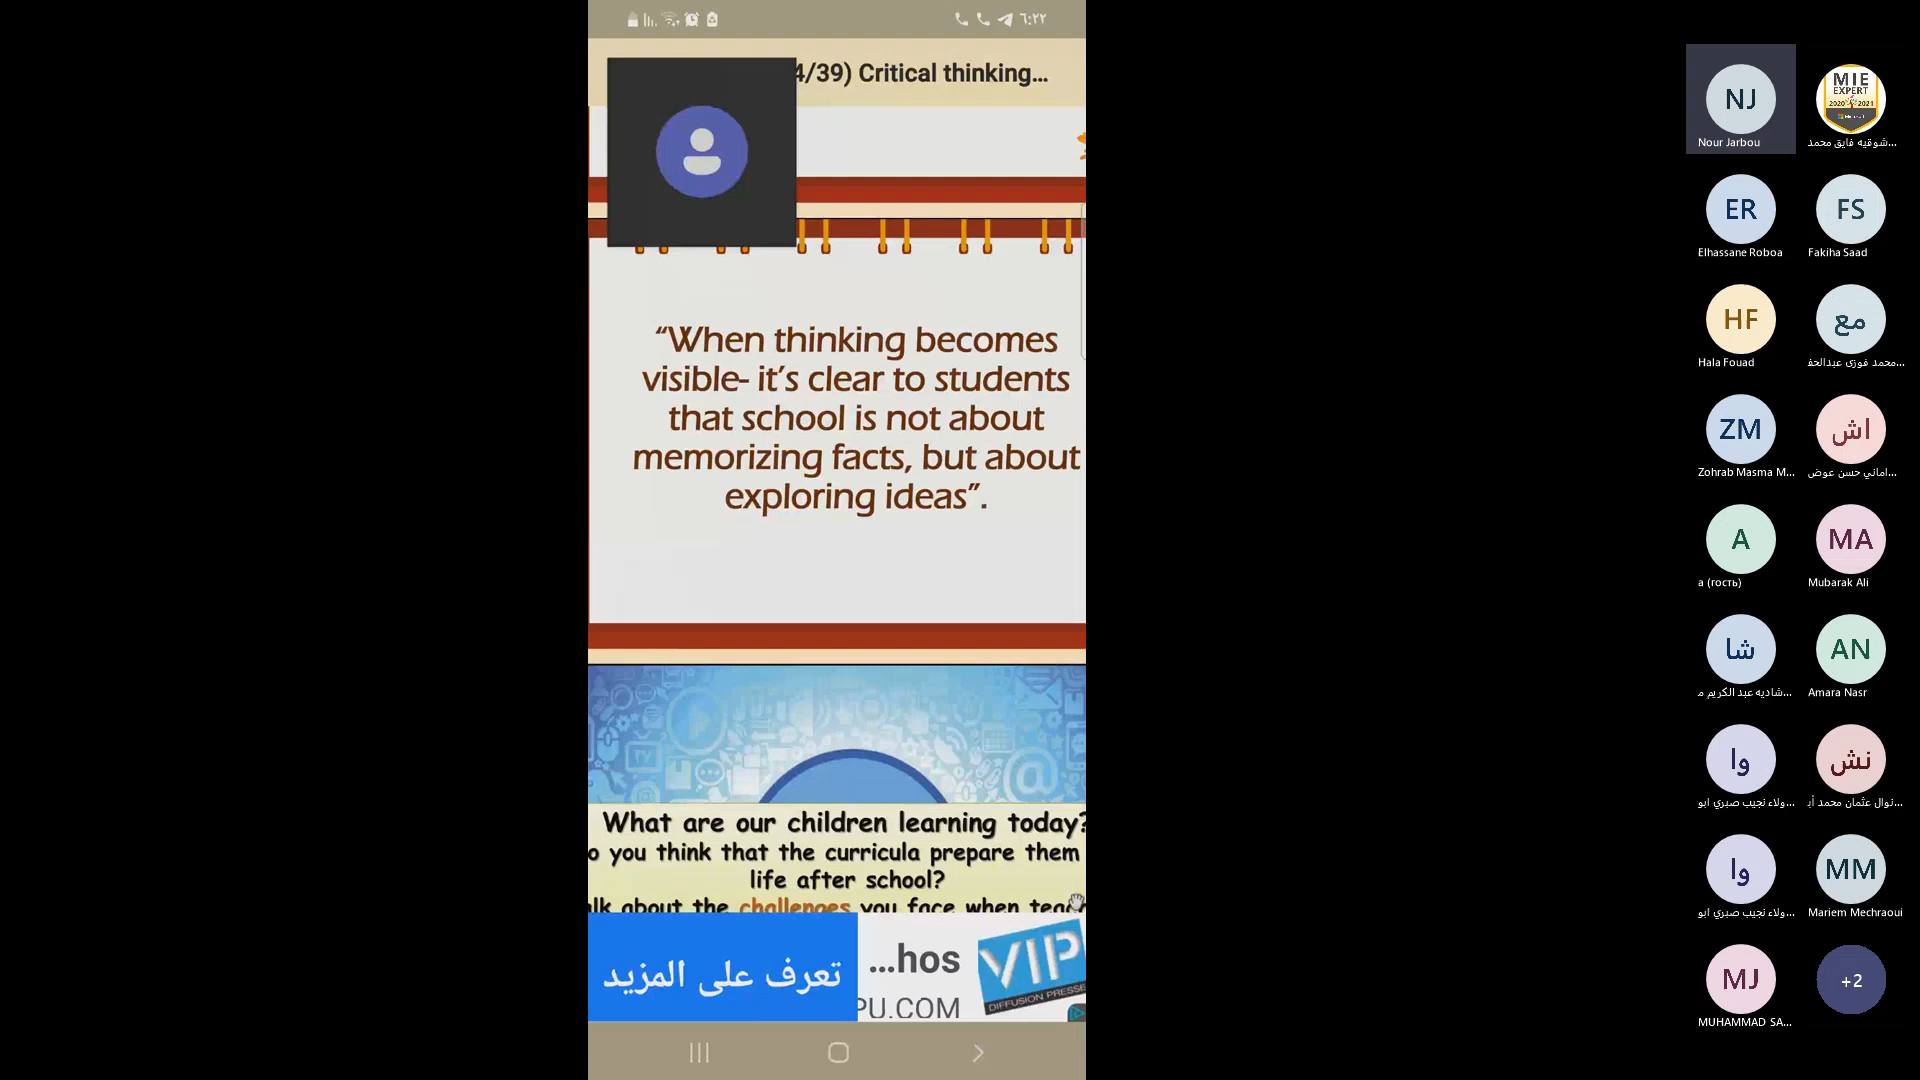 ٦:٢٢
4/39) Critical thinking...
“When thinking becomes
visible- it’s clear to students
that school is not about
memorizing facts, but about
exploring ideas”.
What are our children learning today?
o you think that the curricula prepare them
life after school?
lk about the challenges you face when teach
تعرف على المزيد
...hos
PU.COM
VIP
DIFFUSION PRESSE
NJ
Nour Jarbou
MIE
EXPERT
2020 2021
شوقيه فايق محمد...
ER
Elhassane Roboa
FS
Fakiha Saad
HF
Hala Fouad
مع
محمد فوزى عبدالحف...
ZM
Zohrab Masma M...
اش
اماني حسن عوض...
A
a (гость)
MA
Mubarak Ali
شا
شاديه عبد الكريم م...
AN
Amara Nasr
وا
ولاء نجيب صبري ابو...
نش
نوال عثمان محمد أب...
وا
ولاء نجيب صبري ابو...
MM
Mariem Mechraoui
MJ
MUHAMMAD SA...
+2